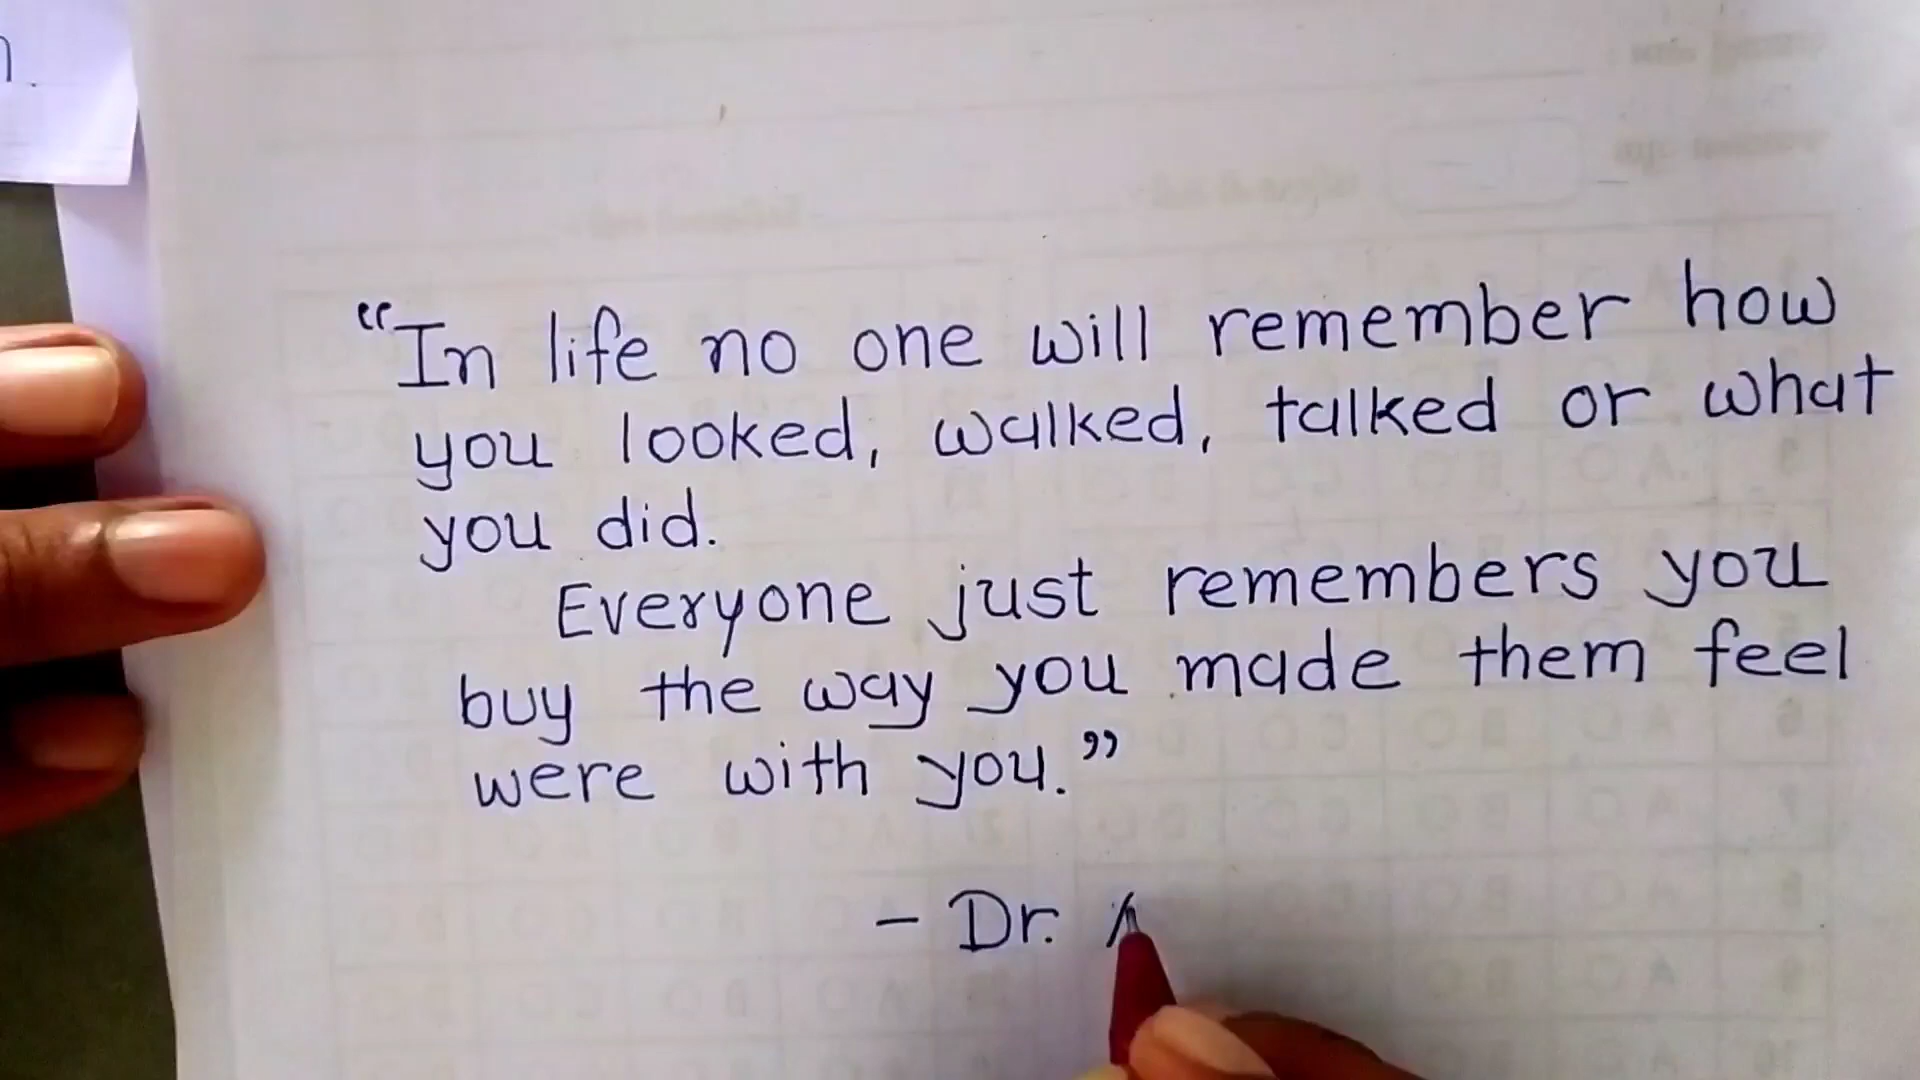 “In life no one will remember how
you looked, walked, talked or what
you did.
Everyone just remembers you
buy the way you made them feel
were with you.”
- Dr.